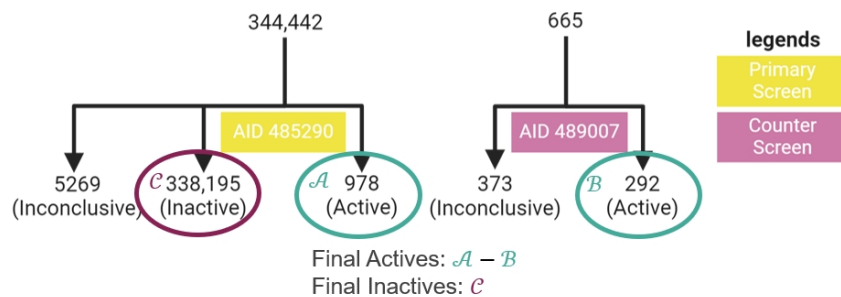 344,442
665
legends
Primary
Screen
Counter
Screen
AID 485290
AID 489007
5269
(Inconclusive)
𝒞 338,195
(Inactive)
𝒜 978
(Active)
373
(Inconclusive)
ℬ 292
(Active)
Final Actives: 𝒜 – ℬ
Final Inactives: 𝒞